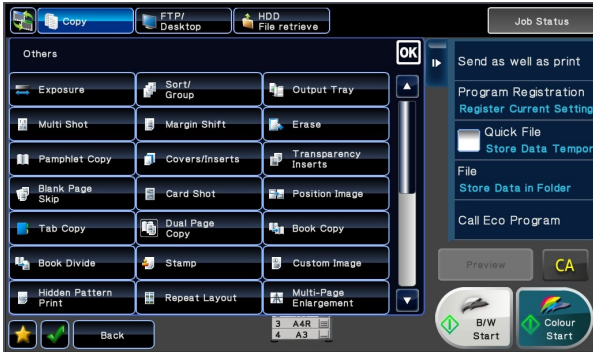 Copy
FTP/
Desktop
HDD
File retrieve
Job Status
Others
OK
Exposure
Sort/
Group
Output Tray
Multi Shot
Margin Shift
Erase
Pamphlet Copy
Covers/Inserts
Transparency
Inserts
Blank Page
Skip
Card Shot
Position Image
Tab Copy
Dual Page
Copy
Book Copy
Book Divide
Stamp
Custom Image
Hidden Pattern
Print
Repeat Layout
Multi-Page
Enlargement
Back
3 A4R
4 A3
Send as well as print
Program Registration
Register Current Setting
Quick File
Store Data Tempor
File
Store Data in Folder
Call Eco Program
Preview
CA
B/W
Start
Colour
Start